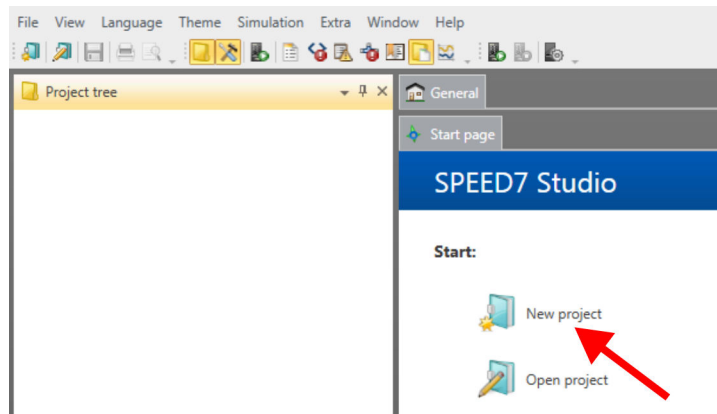 File View Language Theme Simulation Extra Window Help
Project tree
General
Start page
SPEED7 Studio
Start:
New project
Open project